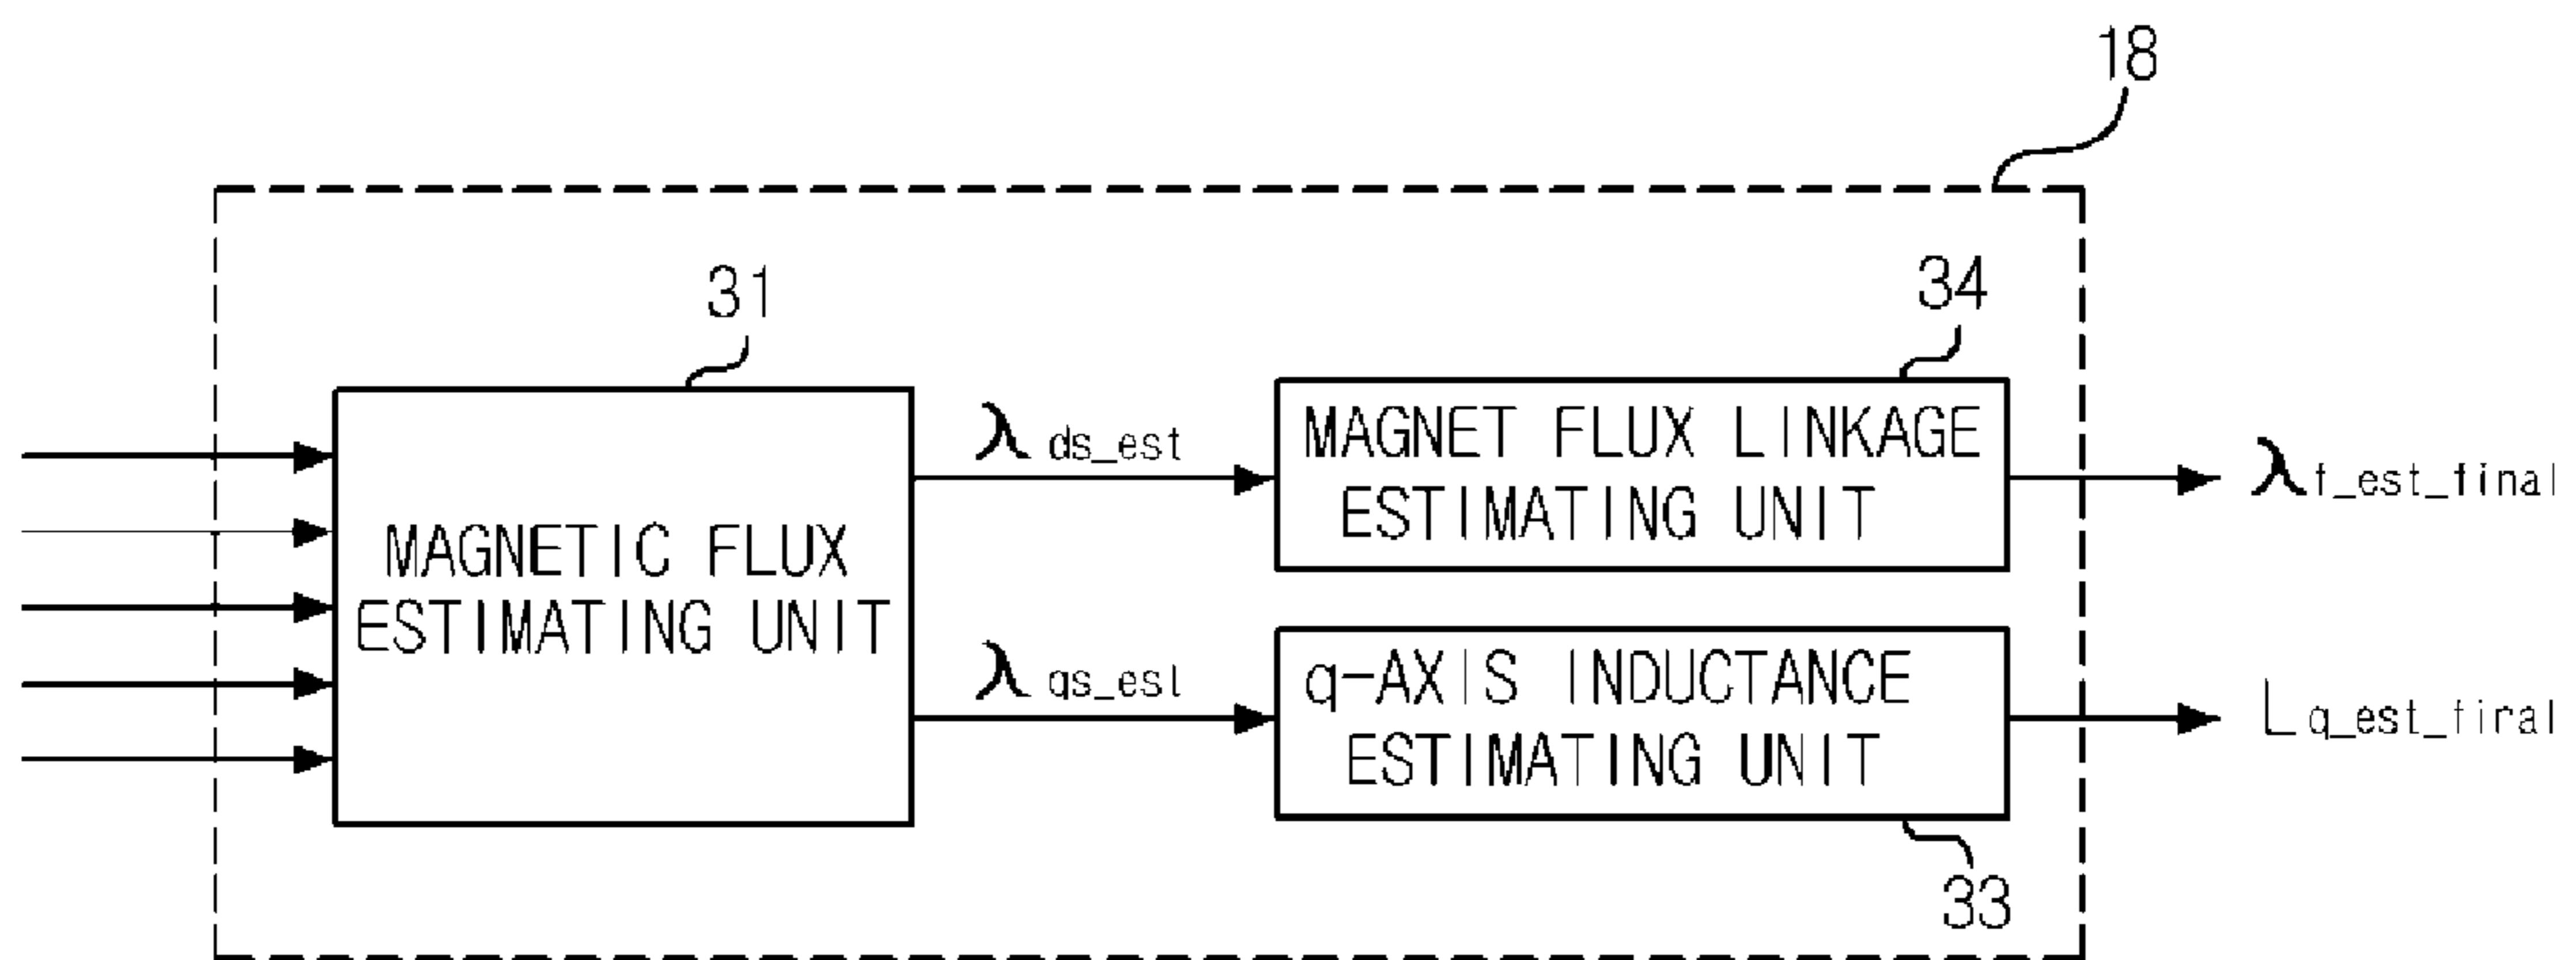 18
31
34
MAGNETIC FLUX
ESTIMATING UNIT
λ ds_est
MAGNET FLUX LINKAGE
ESTIMATING UNIT
λ f_est_final
λ qs_est
q-AXIS INDUCTANCE
ESTIMATING UNIT
L q_est_final
33